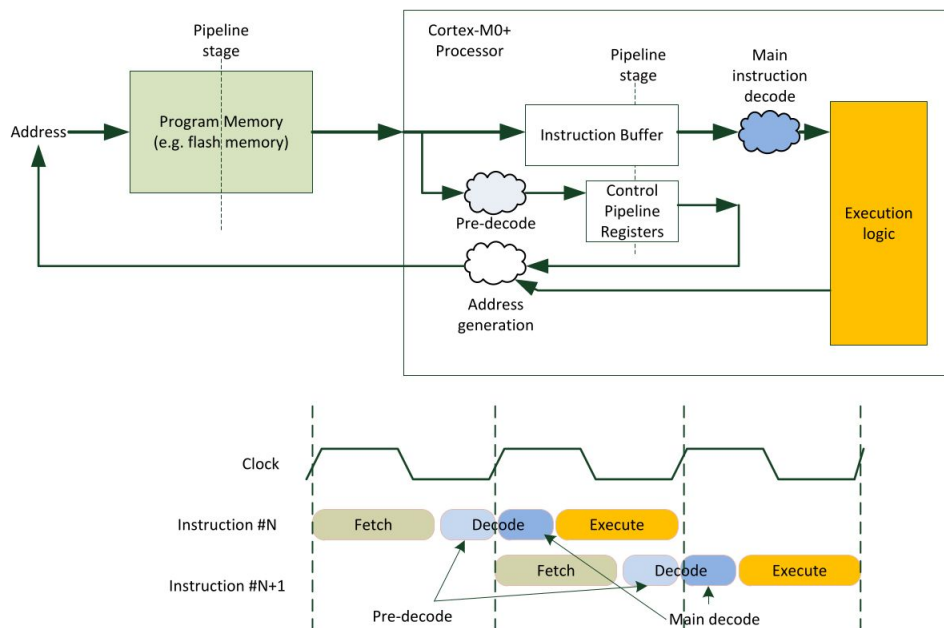 Pipeline
stage
Cortex-M0+
Processor
Pipeline
stage
Main
instruction
decode
Address
Program Memory
(e.g. flash memory)
Instruction Buffer
Pre-decode
Control
Pipeline
Registers
Execution
logic
Address
generation
Clock
Instruction #N
Fetch
Decode
Execute
Instruction #N+1
Fetch
Decode
Execute
Pre-decode
Main decode